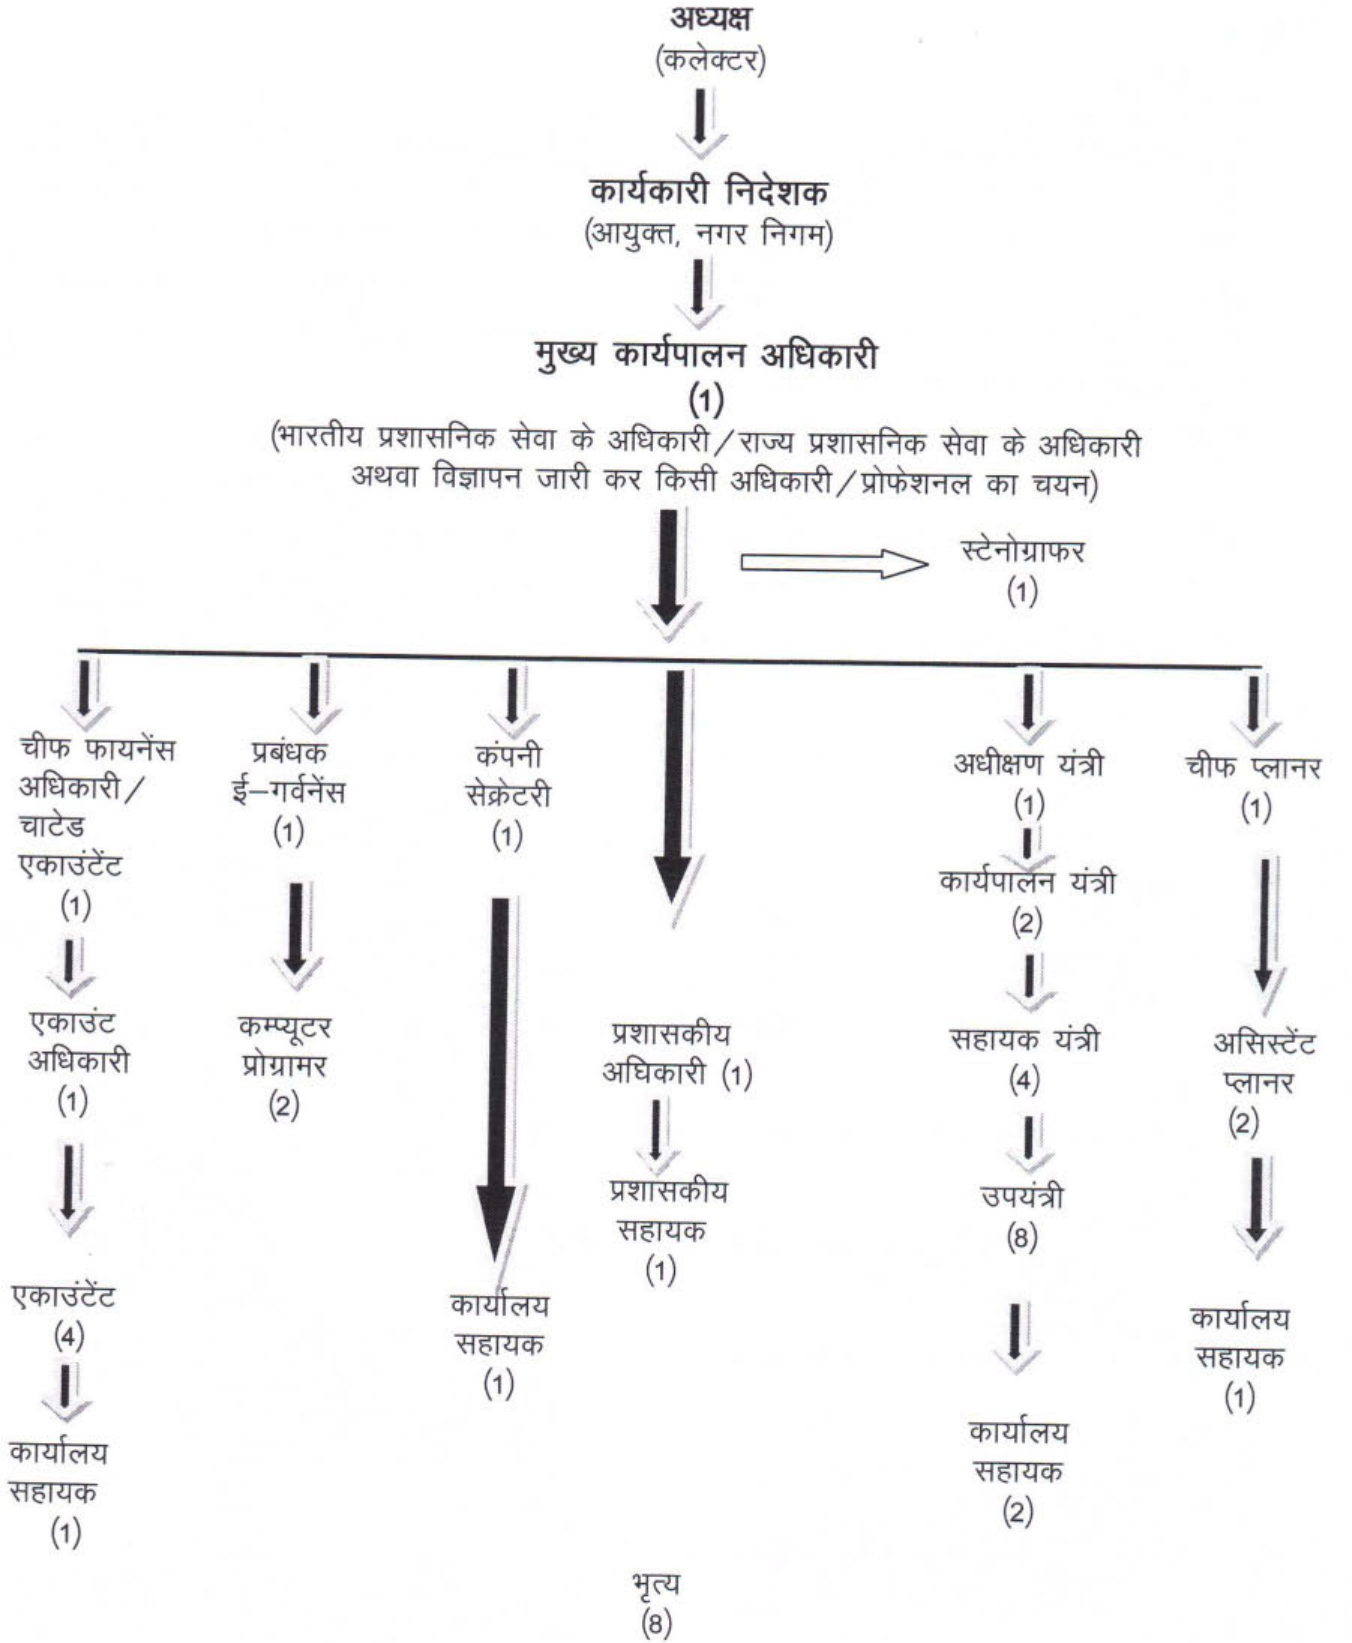 अध्यक्ष
(कलेक्टर)
कार्यकारी निदेशक
(आयुक्त, नगर निगम)
मुख्य कार्यपालन अधिकारी
(1)
(भारतीय प्रशासनिक सेवा के अधिकारी/राज्य प्रशासनिक सेवा के अधिकारी
अथवा विज्ञापन जारी कर किसी अधिकारी/प्रोफेशनल का चयन)
स्टेनोग्राफर
(1)
चीफ फायनेंस
अधिकारी/
चाटेड
एकाउंटेंट
(1)
एकाउंट
अधिकारी
(1)
एकाउंटेंट
(4)
कार्यालय
सहायक
(1)
प्रबंधक
ई–गर्वनेंस
(1)
कम्प्यूटर
प्रोग्रामर
(2)
कंपनी
सेक्रेटरी
(1)
कार्यालय
सहायक
(1)
प्रशासकीय
अघिकारी (1)
प्रशासकीय
सहायक
(1)
अधीक्षण यंत्री
(1)
कार्यपालन यंत्री
(2)
सहायक यंत्री
(4)
उपयंत्री
(8)
कार्यालय
सहायक
(2)
चीफ प्लानर
(1)
असिस्टेंट
प्लानर
(2)
कार्यालय
सहायक
(1)
भृत्य
(8)